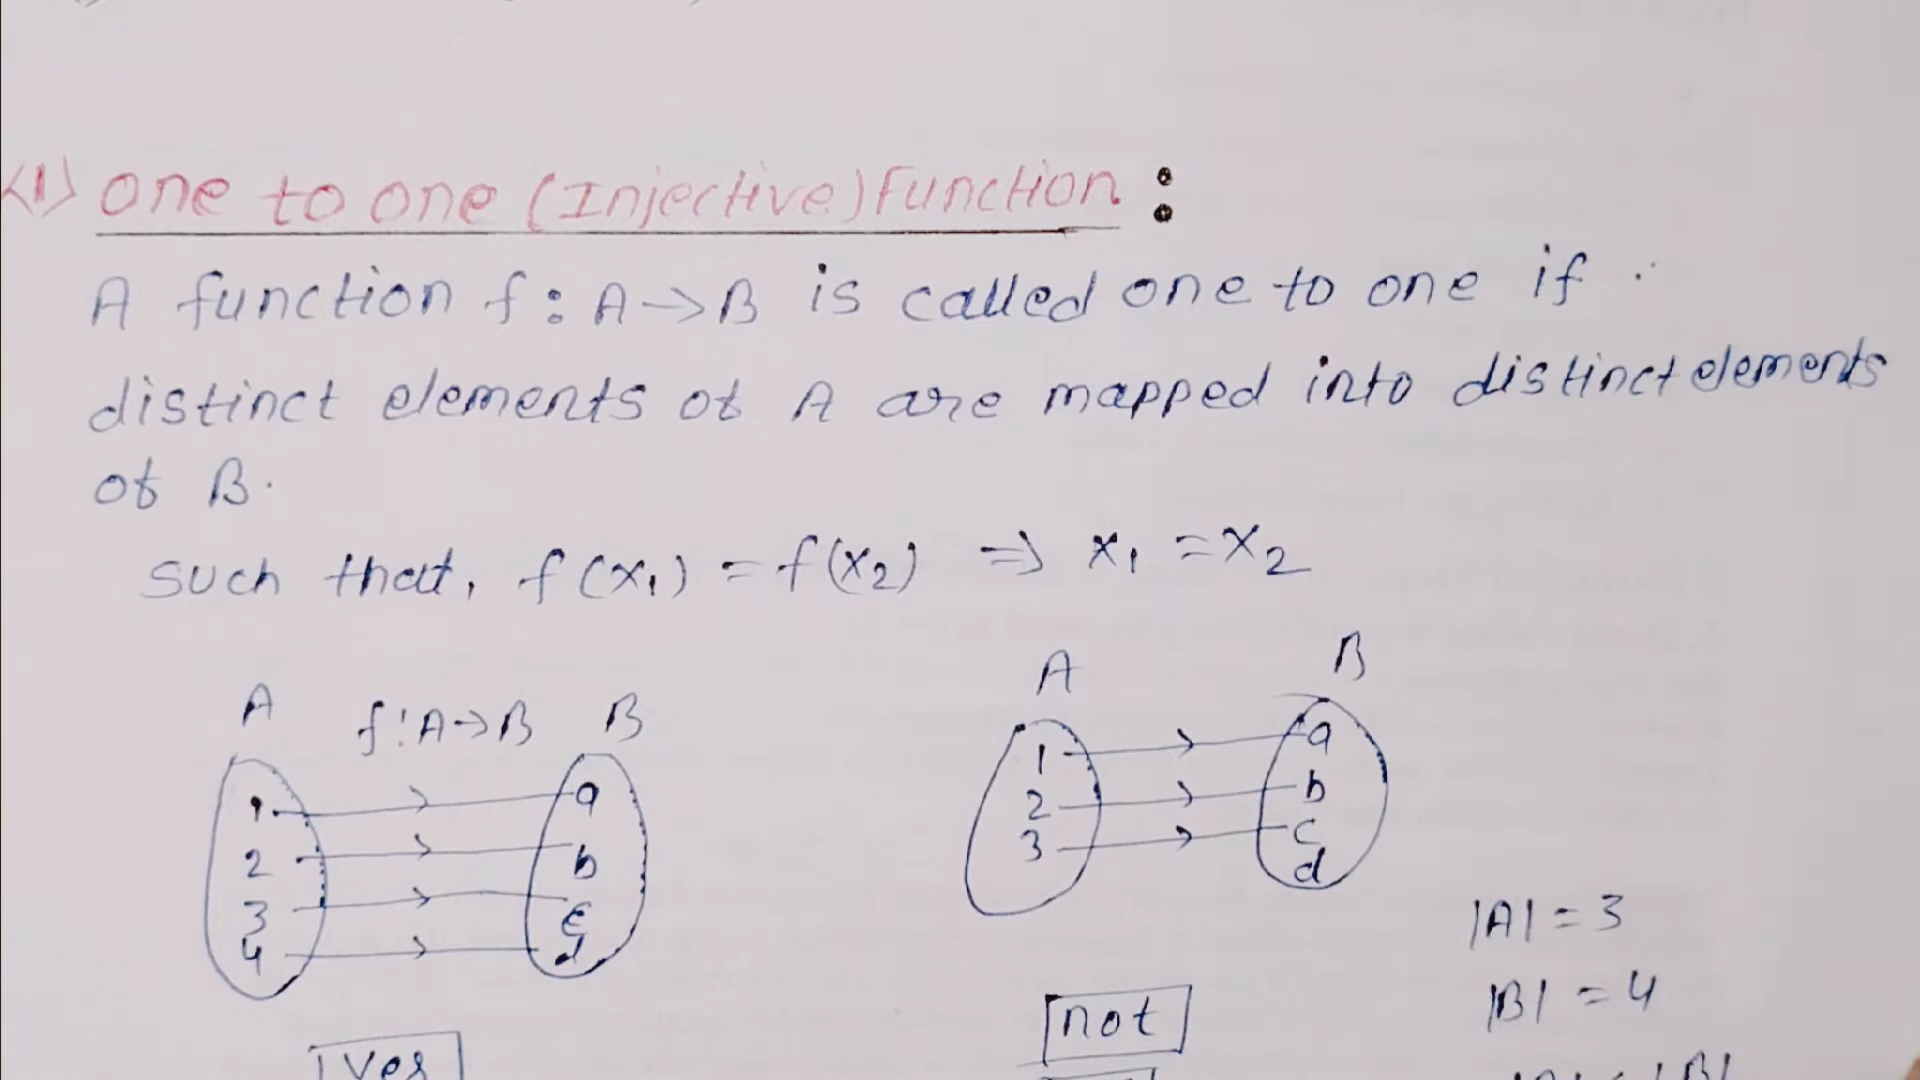 <1> one to one (Injective) Function :
A function f : A → B is called one to one if
distinct elements of A are mapped into distinct elements
of B.
such that, f(x₁) = f(x₂) ⇒ x₁ = x₂
A f : A → B B
1 a
2 b
3 c
4 d
Yes
A B
1 a
2 b
3 c
d
|A| = 3
|B| = 4
not